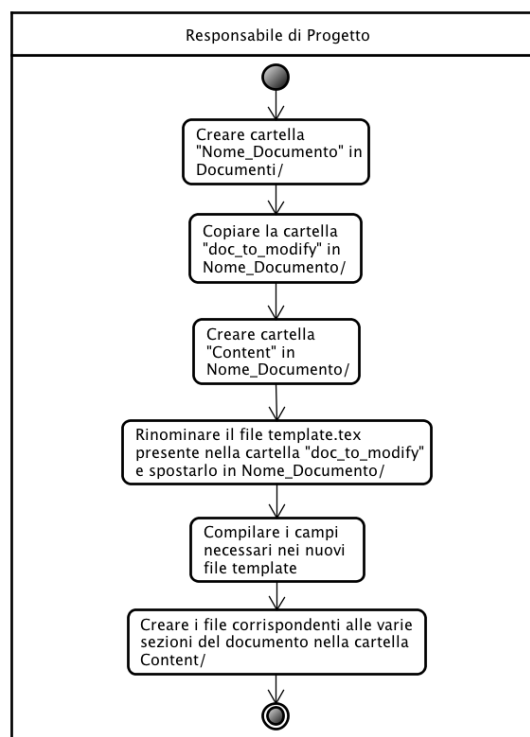 Responsabile di Progetto
Creare cartella
"Nome_Documento" in
Documenti/
Copiare la cartella
"doc_to_modify" in
Nome_Documento/
Creare cartella
"Content" in
Nome_Documento/
Rinominare il file template.tex
presente nella cartella "doc_to_modify"
e spostarlo in Nome_Documento/
Compilare i campi
necessari nei nuovi
file template
Creare i file corrispondenti alle varie
sezioni del documento nella cartella
Content/